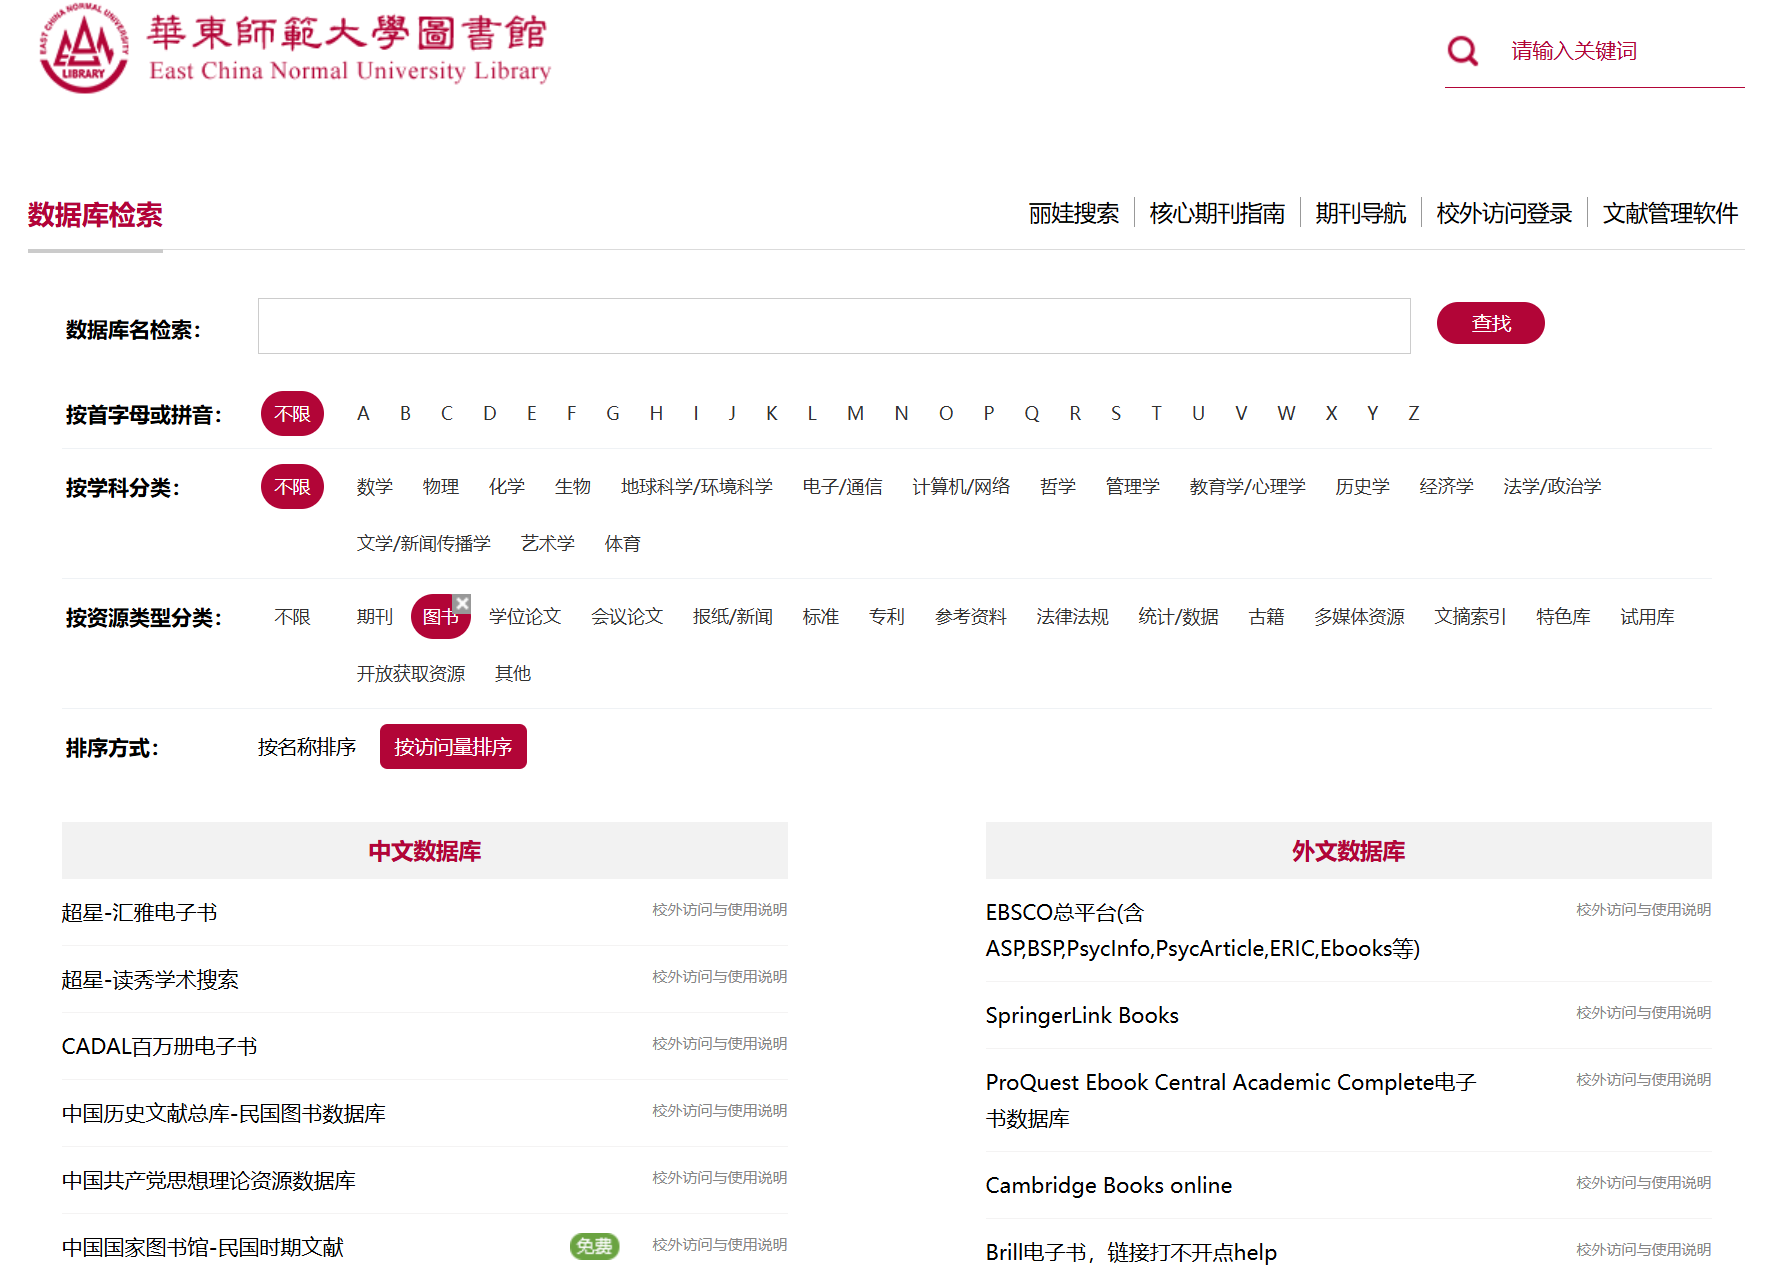 EAST CHINA NORMAL UNIVERSITY
LIBRARY
華東師範大學圖書館
East China Normal University Library
请输入关键词
数据库检索
丽娃搜索 核心期刊指南 期刊导航 校外访问登录 文献管理软件
数据库名检索： 查找
按首字母或拼音： 不限 A B C D E F G H I J K L M N O P Q R S T U V W X Y Z
按学科分类： 不限 数学 物理 化学 生物 地球科学/环境科学 电子/通信 计算机/网络 哲学 管理学 教育学/心理学 历史学 经济学 法学/政治学
文学/新闻传播学 艺术学 体育
按资源类型分类： 不限 期刊 图书 学位论文 会议论文 报纸/新闻 标准 专利 参考资料 法律法规 统计/数据 古籍 多媒体资源 文摘索引 特色库 试用库
开放获取资源 其他
排序方式： 按名称排序 按访问量排序
中文数据库
超星-汇雅电子书 校外访问与使用说明
超星-读秀学术搜索 校外访问与使用说明
CADAL百万册电子书 校外访问与使用说明
中国历史文献总库-民国图书数据库 校外访问与使用说明
中国共产党思想理论资源数据库 校外访问与使用说明
中国国家图书馆-民国时期文献 免费 校外访问与使用说明
外文数据库
EBSCO总平台(含 校外访问与使用说明
ASP,BSP,PsycInfo,PsycArticle,ERIC,Ebooks等)
SpringerLink Books 校外访问与使用说明
ProQuest Ebook Central Academic Complete电子 校外访问与使用说明
书数据库
Cambridge Books online 校外访问与使用说明
Brill电子书，链接打不开点help 校外访问与使用说明